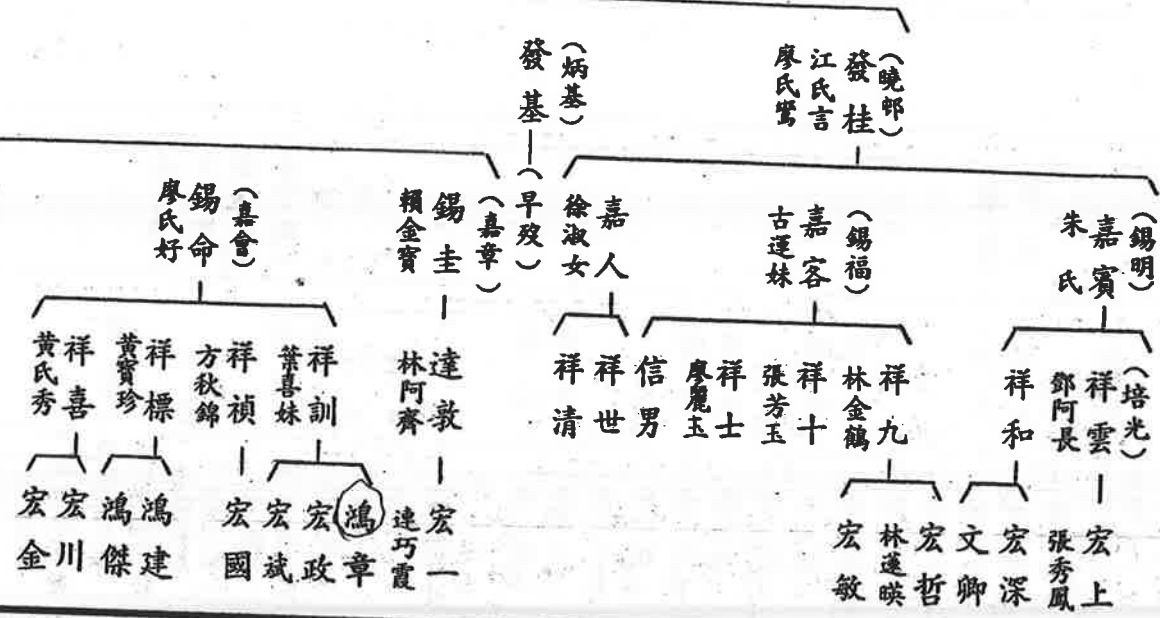 （曉邨）
發桂
江氏言
廖氏鴛
（炳基）
發基
（早歿）
（錫明）
嘉賓
朱氏
（錫福）
嘉客
古運妹
嘉人
徐淑女
（嘉章）
錫圭
賴金寶
（嘉會）
錫命
廖氏好
（培光）
祥雲
鄧阿長
祥和
祥九
林金鶴
祥十
張芳玉
祥士
廖麗玉
信男
祥世
祥清
達敦
林阿齊
祥訓
葉喜妹
祥禎
方秋錦
祥標
黃寶珍
祥喜
黃氏秀
宏上
張秀鳳
宏深
文卿
宏哲
林蓮暎
宏敏
宏一
連巧霞
鴻章
宏政
宏斌
宏國
鴻建
鴻傑
宏川
宏金